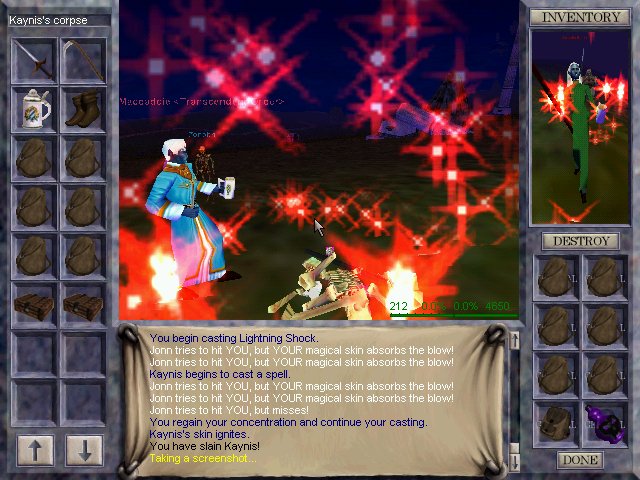 Kaynis's corpse
INVENTORY
DESTROY
212 0.0% 0.0% 4650
You begin casting Lightning Shock.
Jonn tries to hit YOU, but YOUR magical skin absorbs the blow!
Jonn tries to hit YOU, but YOUR magical skin absorbs the blow!
Kaynis begins to cast a spell.
Jonn tries to hit YOU, but YOUR magical skin absorbs the blow!
Jonn tries to hit YOU, but YOUR magical skin absorbs the blow!
Jonn tries to hit YOU, but misses!
You regain your concentration and continue your casting.
Kaynis's skin ignites.
You have slain Kaynis!
Taking a screenshot...
DONE